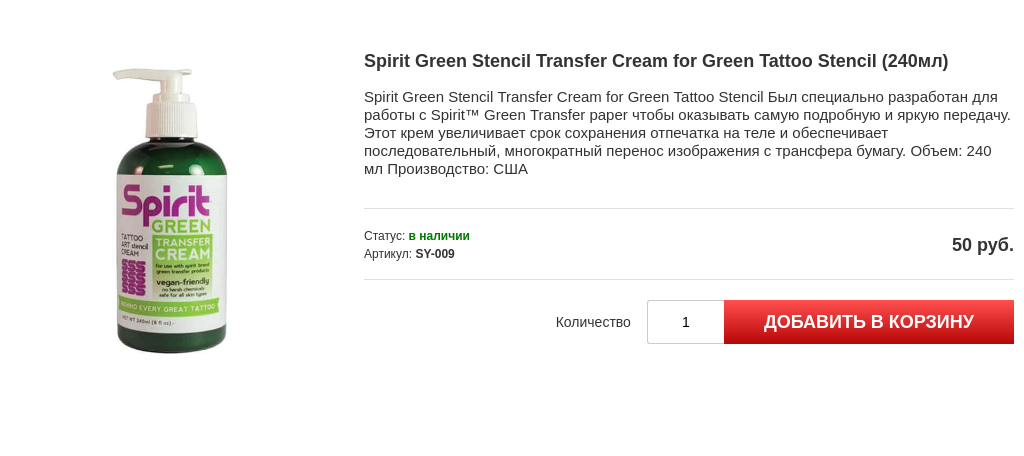 Spirit Green Stencil Transfer Cream for Green Tattoo Stencil (240мл)
Spirit Green Stencil Transfer Cream for Green Tattoo Stencil Был специально разработан для
работы с Spirit™ Green Transfer paper чтобы оказывать самую подробную и яркую передачу.
Этот крем увеличивает срок сохранения отпечатка на теле и обеспечивает
последовательный, многократный перенос изображения с трансфера бумагу. Объем: 240
мл Производство: США
Статус: в наличии
Артикул: SY-009
50 руб.
Количество 1 ДОБАВИТЬ В КОРЗИНУ
Spirit
GREEN
TATTOO
ART stencil
CREAM
TRANSFER
CREAM
for use with spirit brand
green transfer products
vegan-friendly
no harsh chemicals
safe for all skin types
BEHIND EVERY GREAT TATTOO
NET WT 240ml (8 fl oz)